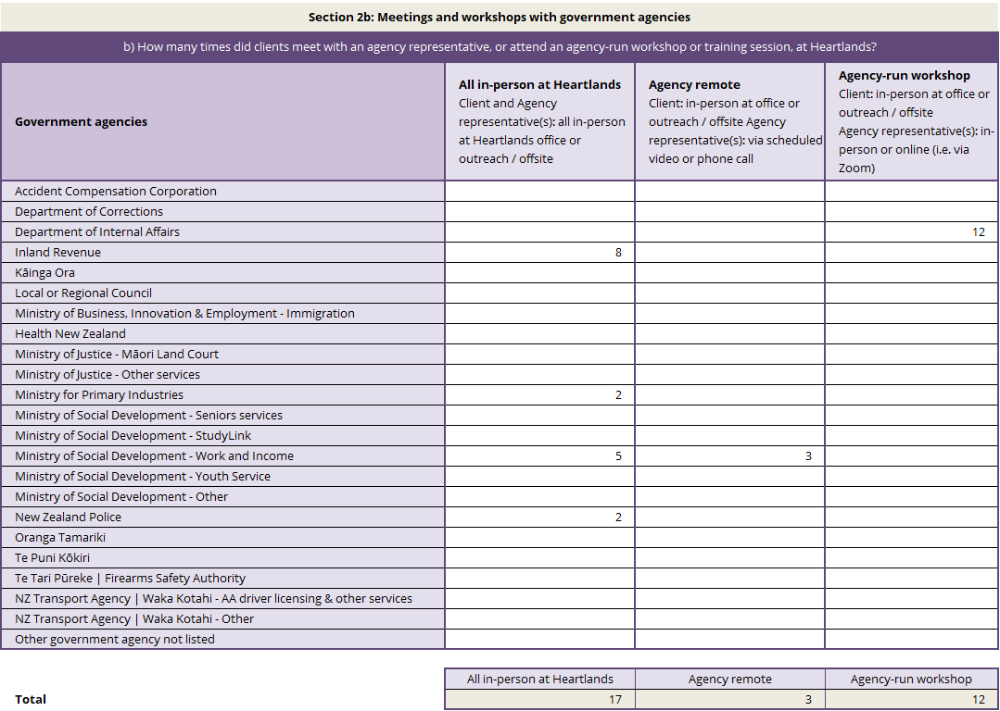 Section 2b: Meetings and workshops with government agencies
b) How many times did clients meet with an agency representative, or attend an agency-run workshop or training session, at Heartlands?
Government agencies
All in-person at Heartlands
Client and Agency
representative(s): all in-person
at Heartlands office or
outreach / offsite
Agency remote
Client: in-person at office or
outreach / offsite Agency
representative(s): via scheduled
video or phone call
Agency-run workshop
Client: in-person at office or
outreach / offsite
Agency representative(s): in-
person or online (i.e. via
Zoom)
Accident Compensation Corporation
Department of Corrections
Department of Internal Affairs 12
Inland Revenue 8
Kāinga Ora
Local or Regional Council
Ministry of Business, Innovation & Employment - Immigration
Health New Zealand
Ministry of Justice - Māori Land Court
Ministry of Justice - Other services
Ministry for Primary Industries 2
Ministry of Social Development - Seniors services
Ministry of Social Development - StudyLink
Ministry of Social Development - Work and Income 5 3
Ministry of Social Development - Youth Service
Ministry of Social Development - Other
New Zealand Police 2
Oranga Tamariki
Te Puni Kōkiri
Te Tari Pūreke | Firearms Safety Authority
NZ Transport Agency | Waka Kotahi - AA driver licensing & other services
NZ Transport Agency | Waka Kotahi - Other
Other government agency not listed
All in-person at Heartlands Agency remote Agency-run workshop
Total 17 3 12